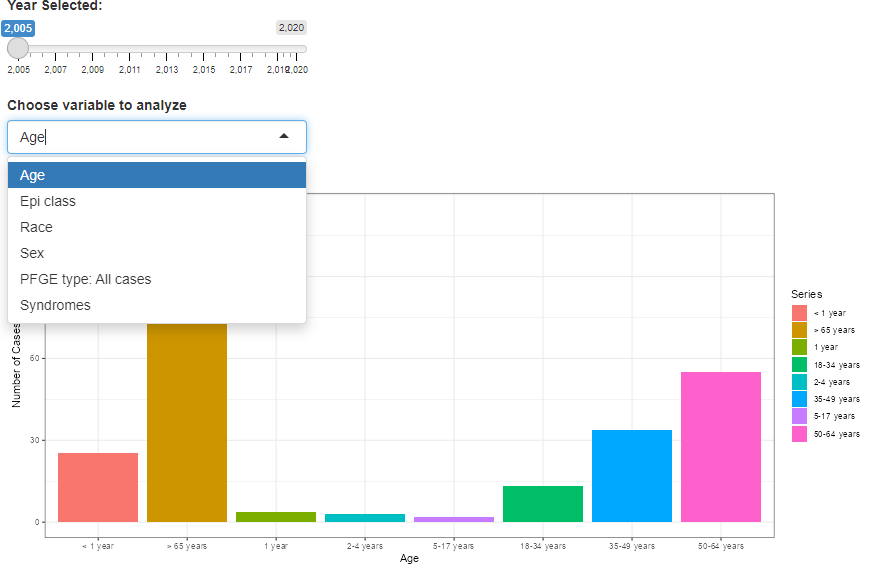 Year Selected:
2,005 2,020
2,005 2,007 2,009 2,011 2,013 2,015 2,017 2,019 2,020
Choose variable to analyze
Age
Age
Epi class
Race
Sex
PFGE type: All cases
Syndromes
Number of Cases
60
30
0
< 1 year > 65 years 1 year 2-4 years 5-17 years 18-34 years 35-49 years 50-64 years
Age
Series
< 1 year
> 65 years
1 year
18-34 years
2-4 years
35-49 years
5-17 years
50-64 years